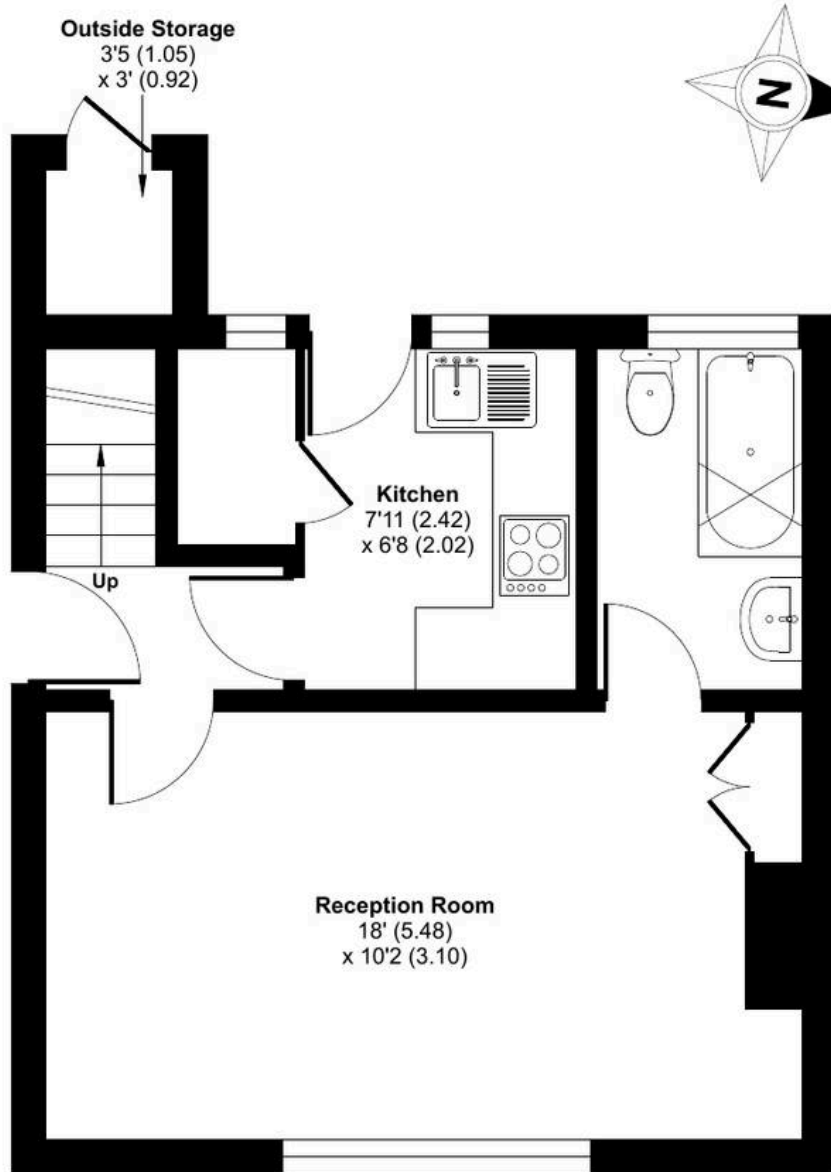 Outside Storage
3'5 (1.05)
x 3' (0.92)
N
Kitchen
7'11 (2.42)
x 6'8 (2.02)
Up
Reception Room
18' (5.48)
x 10'2 (3.10)